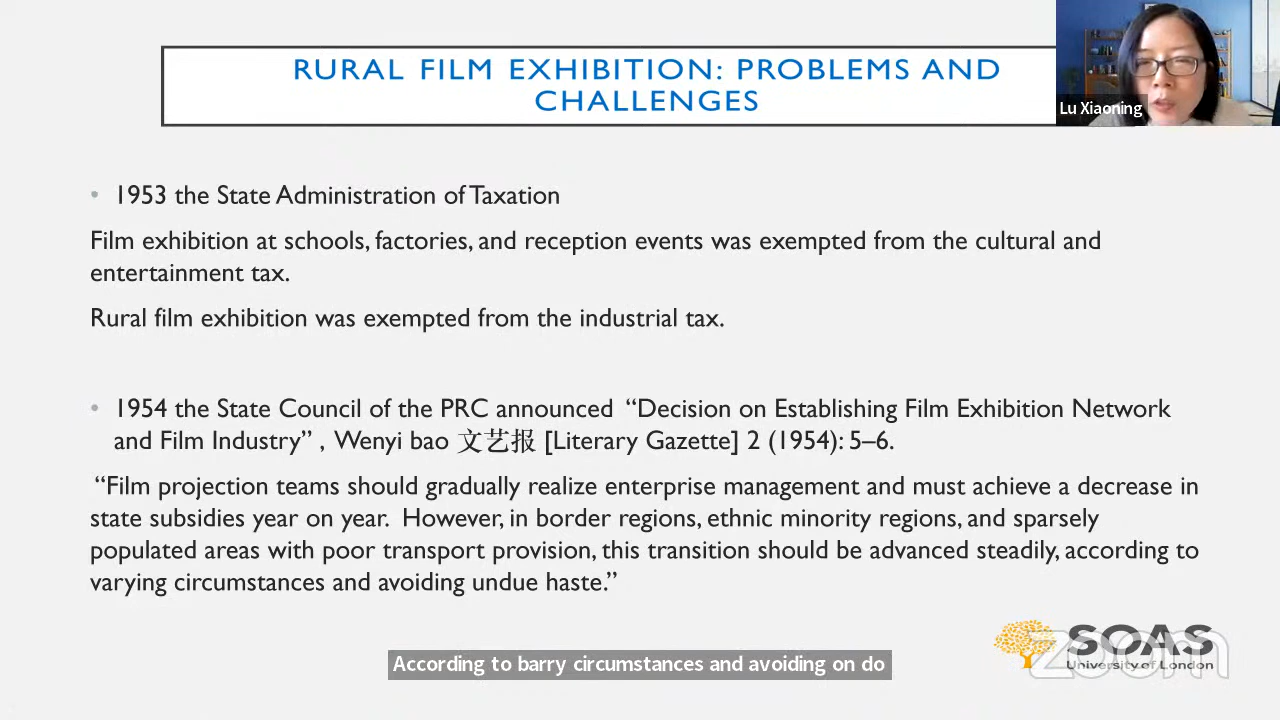 RURAL FILM EXHIBITION: PROBLEMS AND
CHALLENGES
Lu Xiaoning
• 1953 the State Administration of Taxation
Film exhibition at schools, factories, and reception events was exempted from the cultural and
entertainment tax.
Rural film exhibition was exempted from the industrial tax.
• 1954 the State Council of the PRC announced “Decision on Establishing Film Exhibition Network
and Film Industry” , Wenyi bao 文艺报 [Literary Gazette] 2 (1954): 5–6.
“Film projection teams should gradually realize enterprise management and must achieve a decrease in
state subsidies year on year. However, in border regions, ethnic minority regions, and sparsely
populated areas with poor transport provision, this transition should be advanced steadily, according to
varying circumstances and avoiding undue haste.”
SOAS
University of London
zoom
According to barry circumstances and avoiding on do